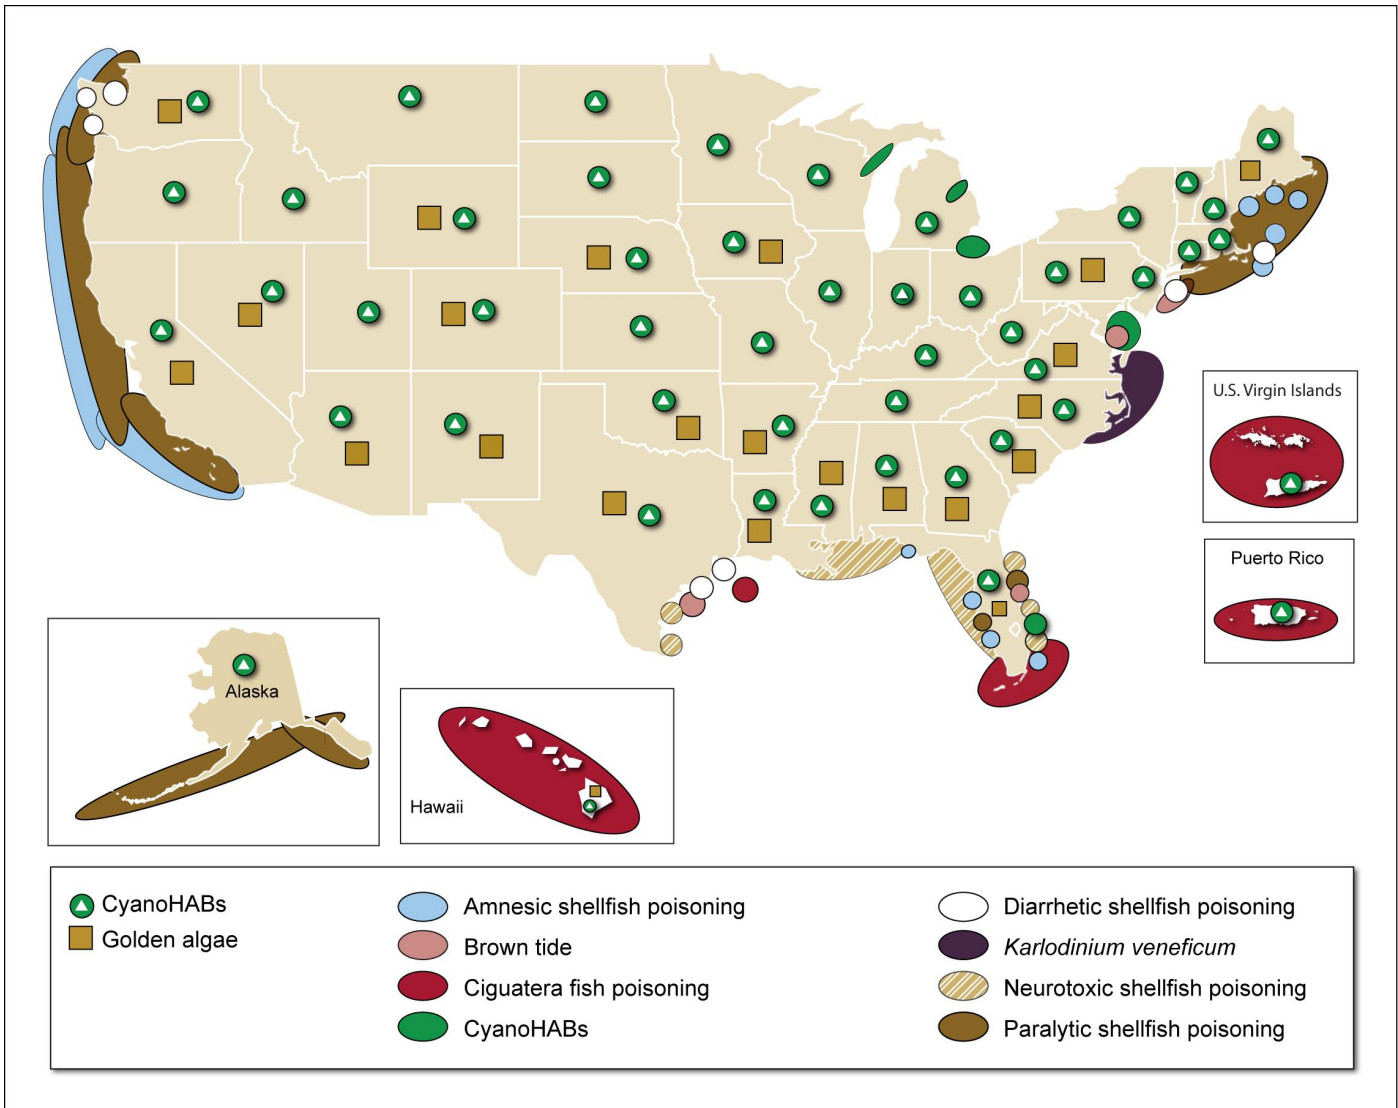 U.S. Virgin Islands
Puerto Rico
Alaska
Hawaii
CyanoHABs
Golden algae
Amnesic shellfish poisoning
Brown tide
Ciguatera fish poisoning
CyanoHABs
Diarrhetic shellfish poisoning
Karlodinium veneficum
Neurotoxic shellfish poisoning
Paralytic shellfish poisoning